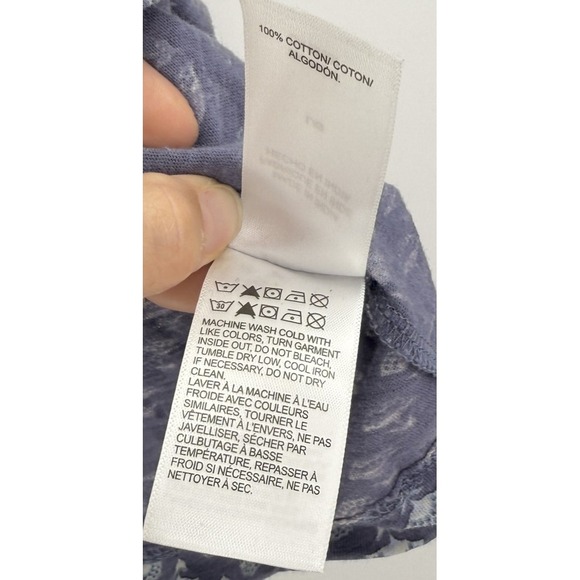 100% COTTON/ COTON/
ALGODÓN.
30
MACHINE WASH COLD WITH
LIKE COLORS, TURN GARMENT
INSIDE OUT, DO NOT BLEACH,
TUMBLE DRY LOW, COOL IRON
IF NECESSARY, DO NOT DRY
CLEAN.
LAVER À LA MACHINE À L'EAU
FROIDE AVEC COULEURS
SIMILAIRES, TOURNER LE
VÊTEMENT À L'ENVERS, NE PAS
JAVELLISER, SÉCHER PAR
CULBUTAGE À BASSE
TEMPÉRATURE, REPASSER À
FROID SI NÉCESSAIRE, NE PAS
NETTOYER À SEC.